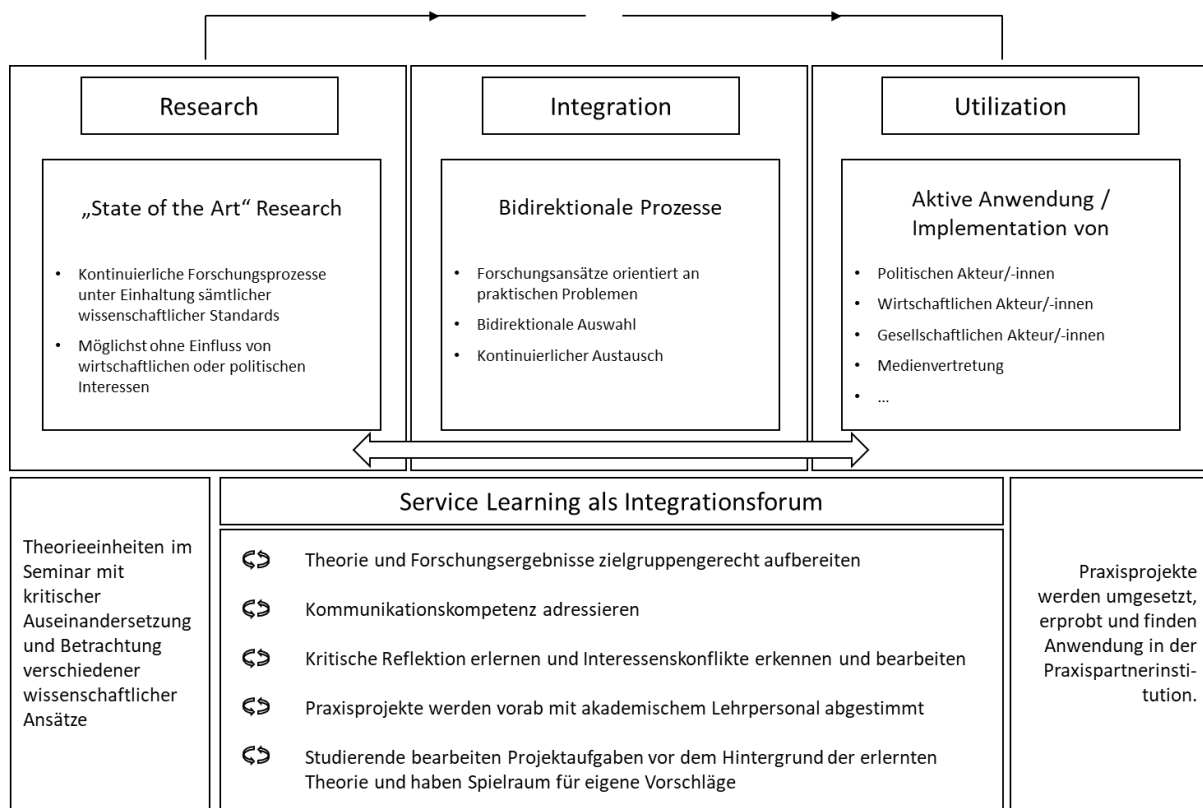 Research
„State of the Art“ Research
• Kontinuierliche Forschungsprozesse
unter Einhaltung sämtlicher
wissenschaftlicher Standards
• Möglichst ohne Einfluss von
wirtschaftlichen oder politischen
Interessen
Integration
Bidirektionale Prozesse
• Forschungsansätze orientiert an
praktischen Problemen
• Bidirektionale Auswahl
• Kontinuierlicher Austausch
Utilization
Aktive Anwendung /
Implementation von
• Politischen Akteur/-innen
• Wirtschaftlichen Akteur/-innen
• Gesellschaftlichen Akteur/-innen
• Medienvertretung
• ...
Theorieeinheiten im
Seminar mit
kritischer
Auseinandersetzung
und Betrachtung
verschiedener
wissenschaftlicher
Ansätze
Service Learning als Integrationsforum
Theorie und Forschungsergebnisse zielgruppengerecht aufbereiten
Kommunikationskompetenz adressieren
Kritische Reflektion erlernen und Interessenskonflikte erkennen und bearbeiten
Praxisprojekte werden vorab mit akademischem Lehrpersonal abgestimmt
Studierende bearbeiten Projektaufgaben vor dem Hintergrund der erlernten
Theorie und haben Spielraum für eigene Vorschläge
Praxisprojekte
werden umgesetzt,
erprobt und finden
Anwendung in der
Praxispartnerinsti-
tution.